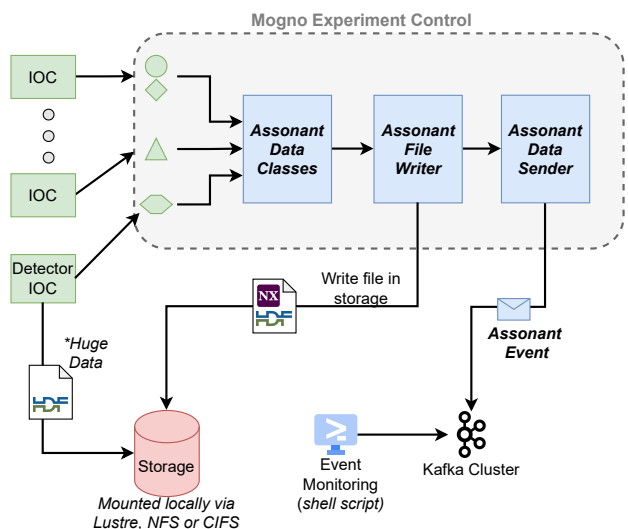 Mogno Experiment Control
IOC
IOC
Detector
IOC
Assonant
Data
Classes
Assonant
File
Writer
Assonant
Data
Sender
*Huge
Data
HDF
NX
HDF
Write file in
storage
Assonant
Event
Storage
Mounted locally via
Lustre, NFS or CIFS
Event
Monitoring
(shell script)
Kafka Cluster